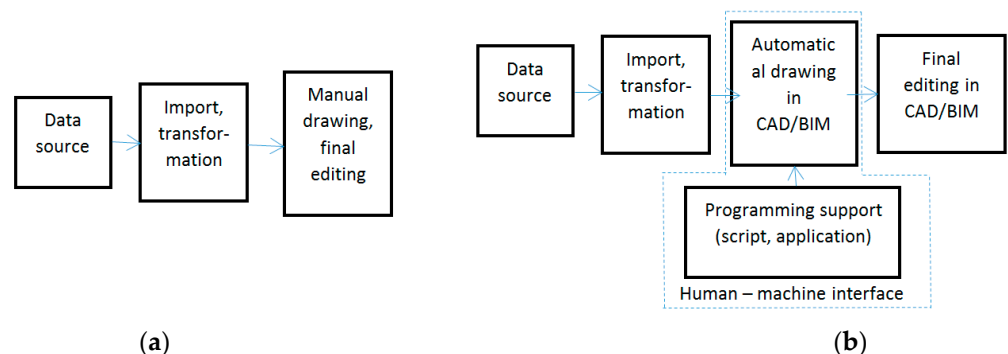 Data
source
Import,
transfor-
mation
Manual
drawing,
final
editing
(a)
Data
source
Import,
transfor-
mation
Automatic
al drawing
in
CAD/BIM
Final
editing in
CAD/BIM
Programming support
(script, application)
Human – machine interface
(b)